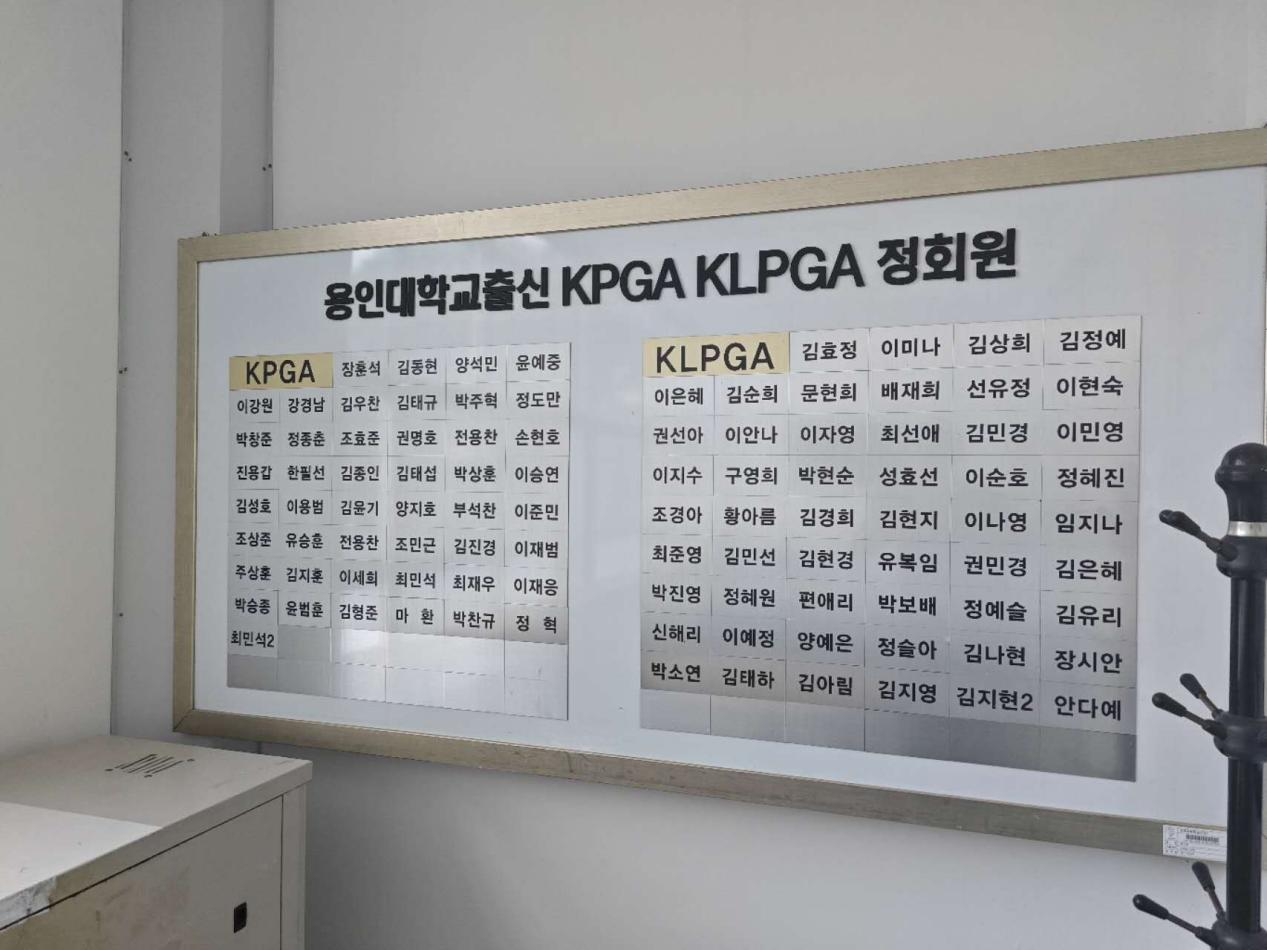 용인대학교출신 KPGA KLPGA 정회원
KPGA 장훈석 김동현 양석민 윤예중
이강원 강경남 김우찬 김태규 박주혁 정도만
박창준 정종춘 조효준 권명호 전용찬 손현호
진용갑 한필선 김종인 김태섭 박상훈 이승연
김성호 이용범 김윤기 양지호 부석찬 이준민
조상준 유승훈 전용찬 조민근 김진경 이재범
주상훈 김지훈 이세희 최민석 최재우 이재응
박승종 윤범훈 김형준 마 환 박찬규 정 혁
최민석2
KLPGA 김효정 이미나 김상희 김정예
이은혜 김순희 문현희 배재희 선유정 이현숙
권선아 이안나 이자영 최선애 김민경 이민영
이지수 구영희 박현순 성효선 이순호 정혜진
조경아 황아름 김경희 김현지 이나영 임지나
최준영 김민선 김현경 유복임 권민경 김은혜
박진영 정혜원 편애리 박보배 정예슬 김유리
신해리 이예정 양예은 정슬아 김나현 장시안
박소연 김태하 김아림 김지영 김지현2 안다예